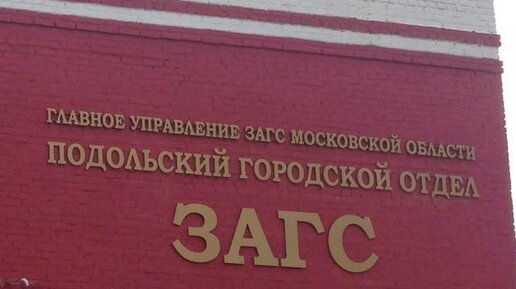 ГЛАВНОЕ УПРАВЛЕНИЕ ЗАГС МОСКОВСКОЙ ОБЛАСТИ
ПОДОЛЬСКИЙ ГОРОДСКОЙ ОТДЕЛ
ЗАГС